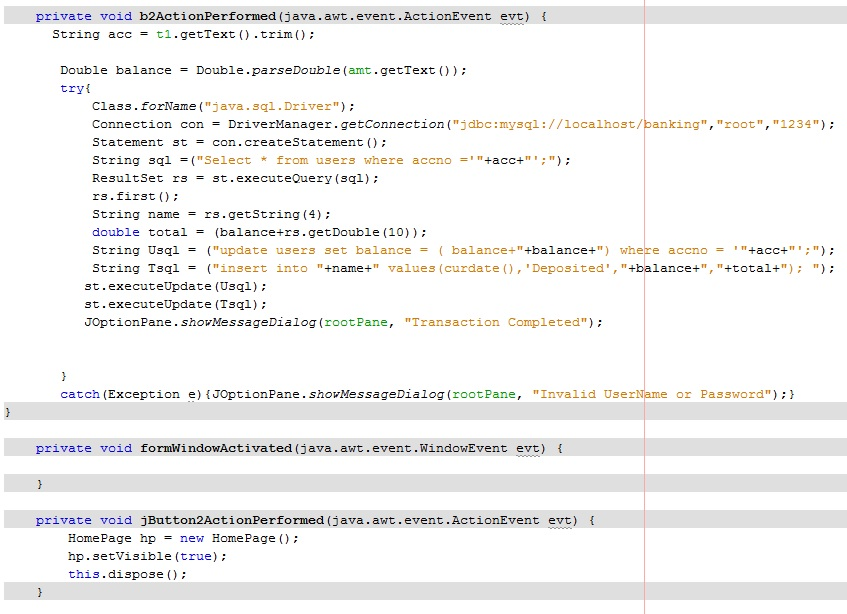 private void b2ActionPerformed(java.awt.event.ActionEvent evt) {
String acc = t1.getText().trim();
Double balance = Double.parseDouble(amt.getText());
try{
Class.forName("java.sql.Driver");
Connection con = DriverManager.getConnection("jdbc:mysql://localhost/banking","root","1234");
Statement st = con.createStatement();
String sql =("Select * from users where accno ='"+acc+"';");
ResultSet rs = st.executeQuery(sql);
rs.first();
String name = rs.getString(4);
double total = (balance+rs.getDouble(10));
String Usql = ("update users set balance = ( balance+"+balance+") where accno = '"+acc+"';");
String Tsql = ("insert into "+name+" values(curdate(),'Deposited',"+balance+","+total+"); ");
st.executeUpdate(Usql);
st.executeUpdate(Tsql);
JOptionPane.showMessageDialog(rootPane, "Transaction Completed");
}
catch(Exception e){JOptionPane.showMessageDialog(rootPane, "Invalid UserName or Password");}
}
private void formWindowActivated(java.awt.event.WindowEvent evt) {
}
private void jButton2ActionPerformed(java.awt.event.ActionEvent evt) {
HomePage hp = new HomePage();
hp.setVisible(true);
this.dispose();
}